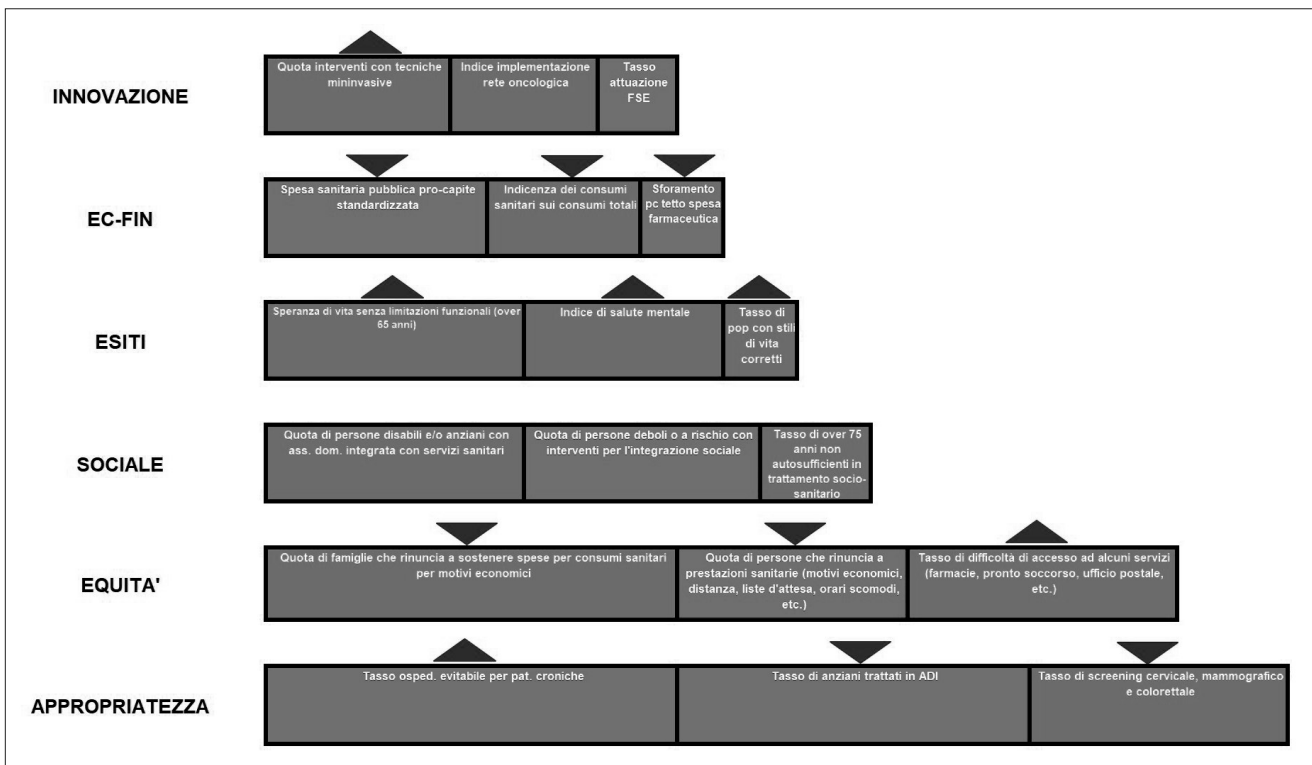 INNOVAZIONE
Quota interventi con tecniche
mininvasive
Indice implementazione
rete oncologica
Tasso
attuazione
FSE
EC-FIN
Spesa sanitaria pubblica pro-capite
standardizzata
Indicenza dei consumi
sanitari sui consumi totali
Sforamento
pc tetto spesa
farmaceutica
ESITI
Speranza di vita senza limitazioni funzionali (over
65 anni)
Indice di salute mentale
Tasso di
pop con stili
di vita
corretti
SOCIALE
Quota di persone disabili e/o anziani con
ass. dom. integrata con servizi sanitari
Quota di persone deboli o a rischio con
interventi per l'integrazione sociale
Tasso di over 75
anni non
autosufficienti in
trattamento socio-
sanitario
EQUITA'
Quota di famiglie che rinuncia a sostenere spese per consumi sanitari
per motivi economici
Quota di persone che rinuncia a
prestazioni sanitarie (motivi economici,
distanza, liste d'attesa, orari scomodi,
etc.)
Tasso di difficoltà di accesso ad alcuni servizi
(farmacie, pronto soccorso, ufficio postale,
etc.)
APPROPRIATEZZA
Tasso osped. evitabile per pat. croniche
Tasso di anziani trattati in ADI
Tasso di screening cervicale, mammografico
e colorettale